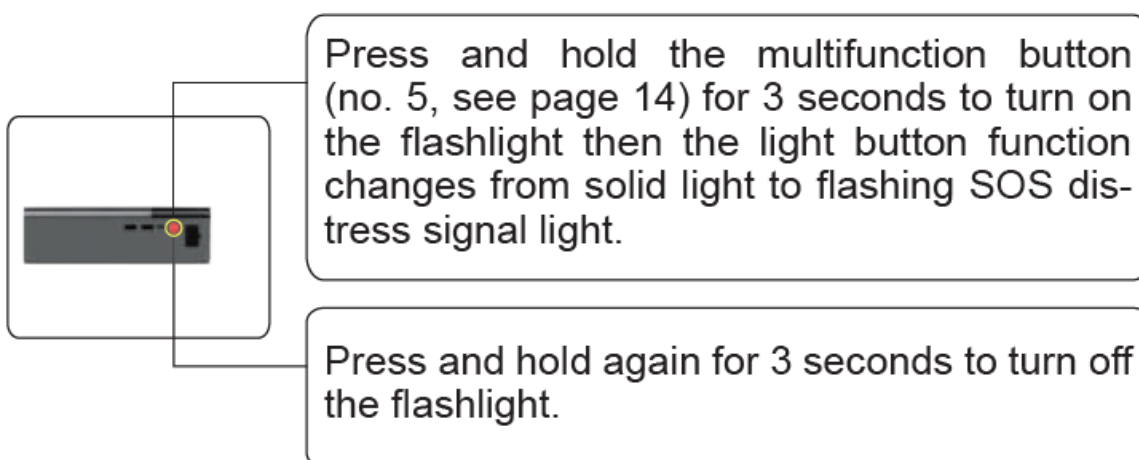 Press and hold the multifunction button
(no. 5, see page 14) for 3 seconds to turn on
the flashlight then the light button function
changes from solid light to flashing SOS dis-
tress signal light.
Press and hold again for 3 seconds to turn off
the flashlight.